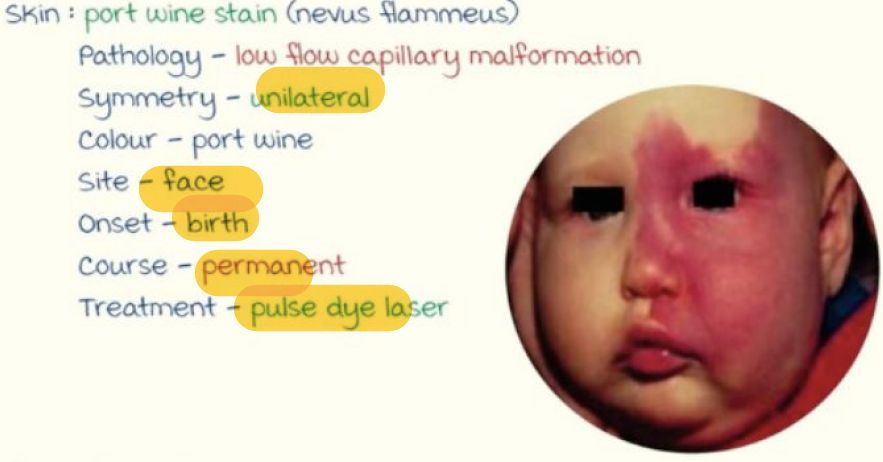 Skin : port wine stain (nevus flammeus)
Pathology - low flow capillary malformation
Symmetry - unilateral
Colour - port wine
Site - face
Onset - birth
Course - permanent
Treatment - pulse dye laser